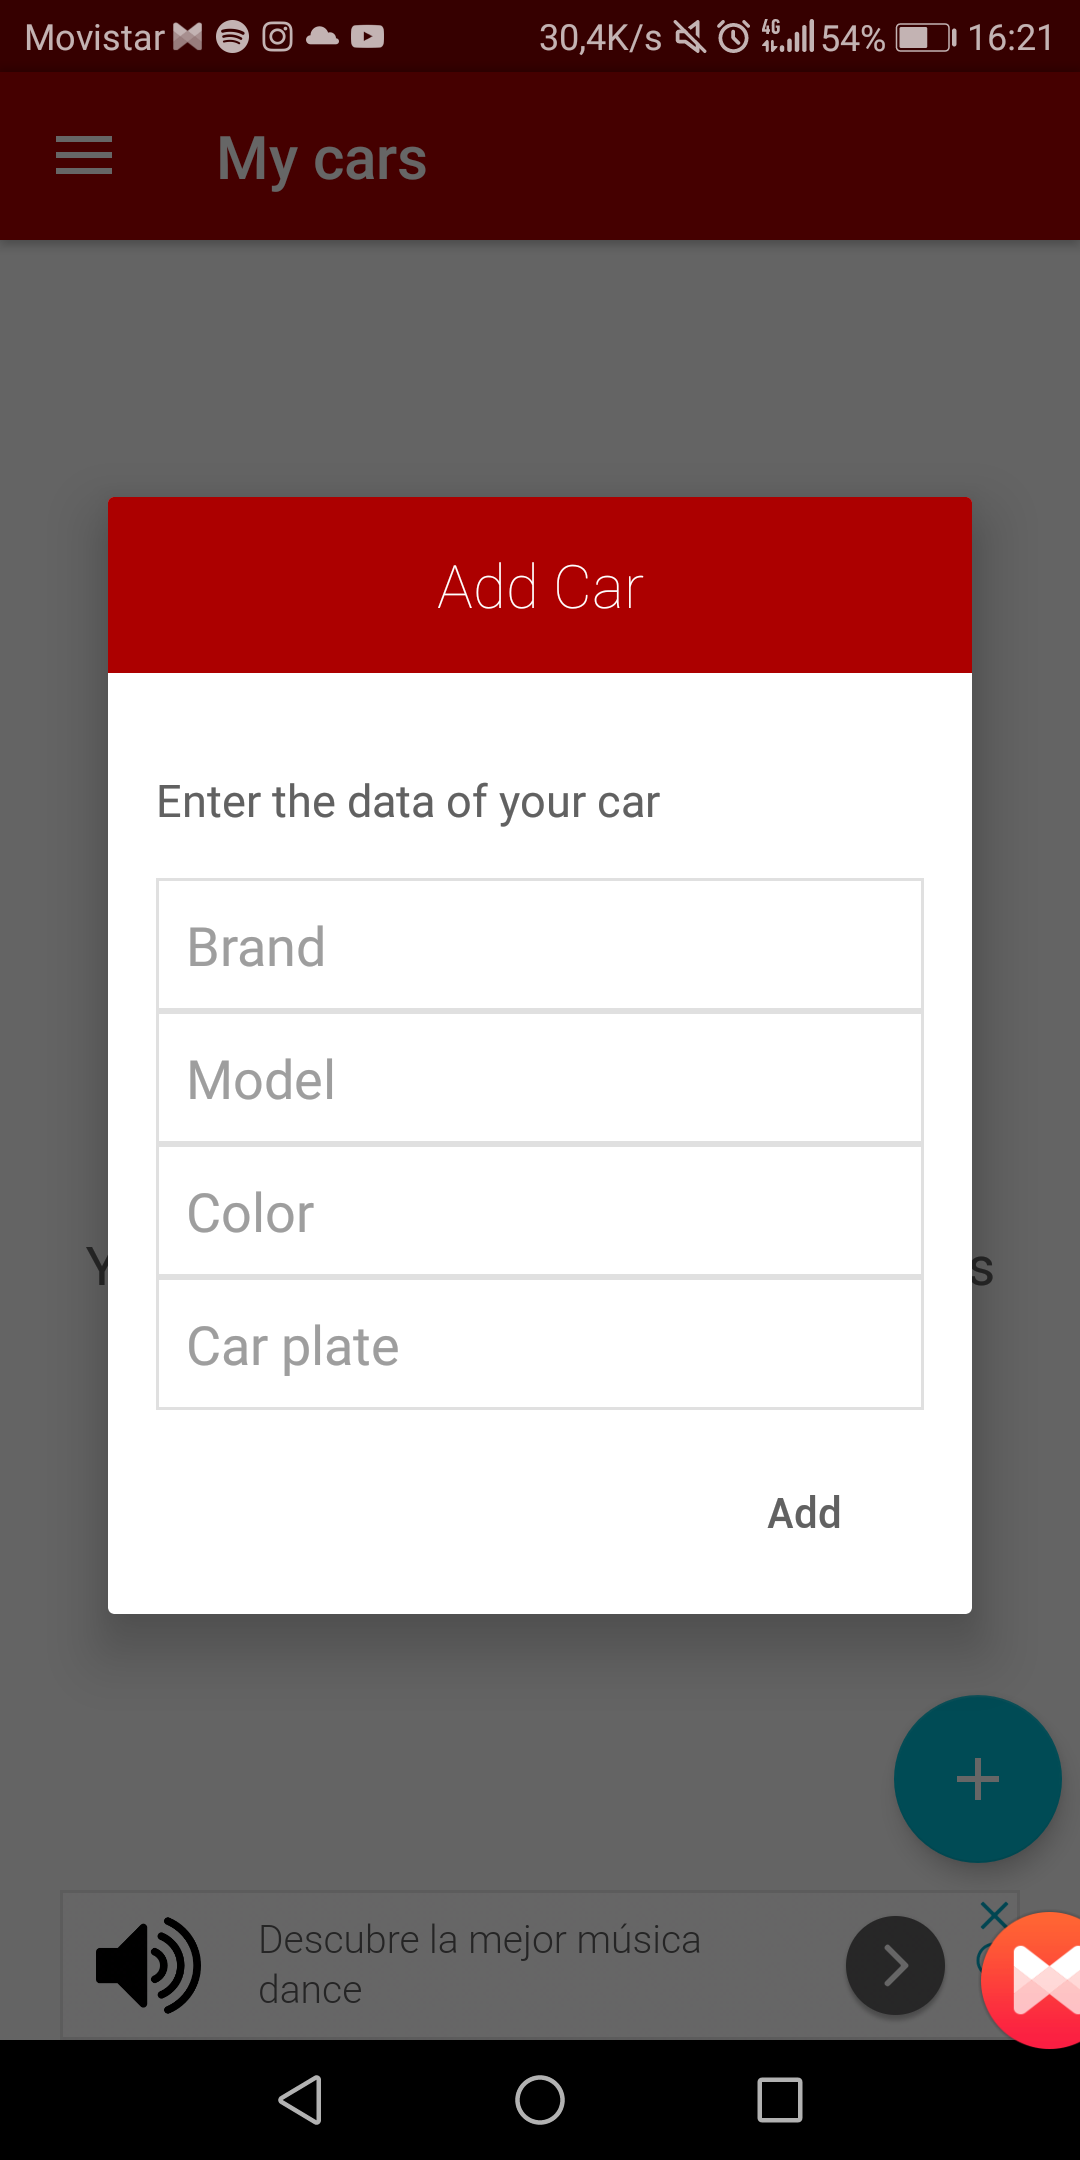 Movistar 30,4K/s 4G 54% 16:21
My cars
Add Car
Enter the data of your car
Brand
Model
Color
Car plate
Add
Descubre la mejor música
dance